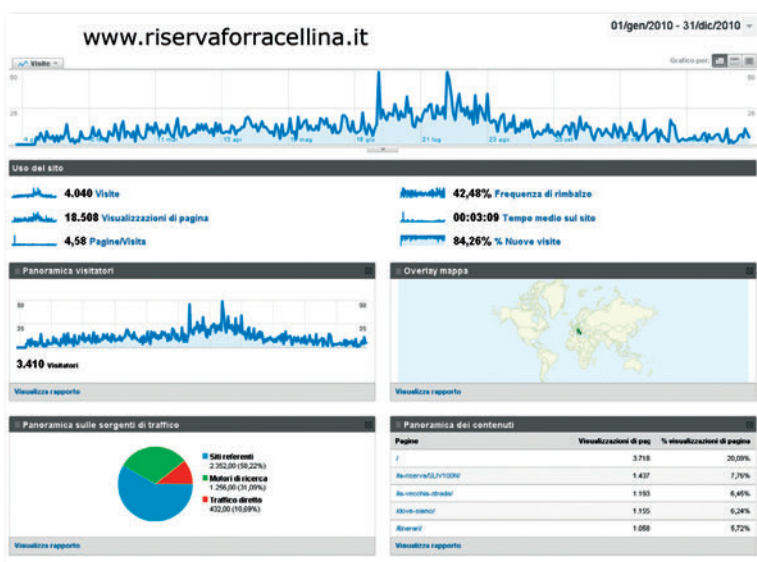 www.riservaforracellina.it
01/gen/2010 - 31/dic/2010
Visite
Grafico per:
50
50
25
25
13 apr
mag
18 giu
21 lug
23 ago
Uso del sito
4.040 Visite
18.508 Visualizzazioni di pagina
4,58 Pagine/Visita
42,48% Frequenza di rimbalzo
00:03:09 Tempo medio sul sito
84,26% % Nuove visite
Panoramica visitatori
50
50
25
25
3.410 Visitatori
Visualizza rapporto
Overlay mappa
Visualizza rapporto
Panoramica sulle sorgenti di traffico
Siti referenti
2.352,00 (58,22%)
Motori di ricerca
1.256,00 (31,09%)
Traffico diretto
432,00 (10,69%)
Visualizza rapporto
Panoramica dei contenuti
Pagine Visualizzazioni di pag % visualizzazioni di pagina
/ 3.718 20,09%
1.437 7,76%
/la-vecchia-strada/ 1.193 6,45%
/dove-siamo/ 1.155 6,24%
/itinerari/ 1.058 5,72%
Visualizza rapporto